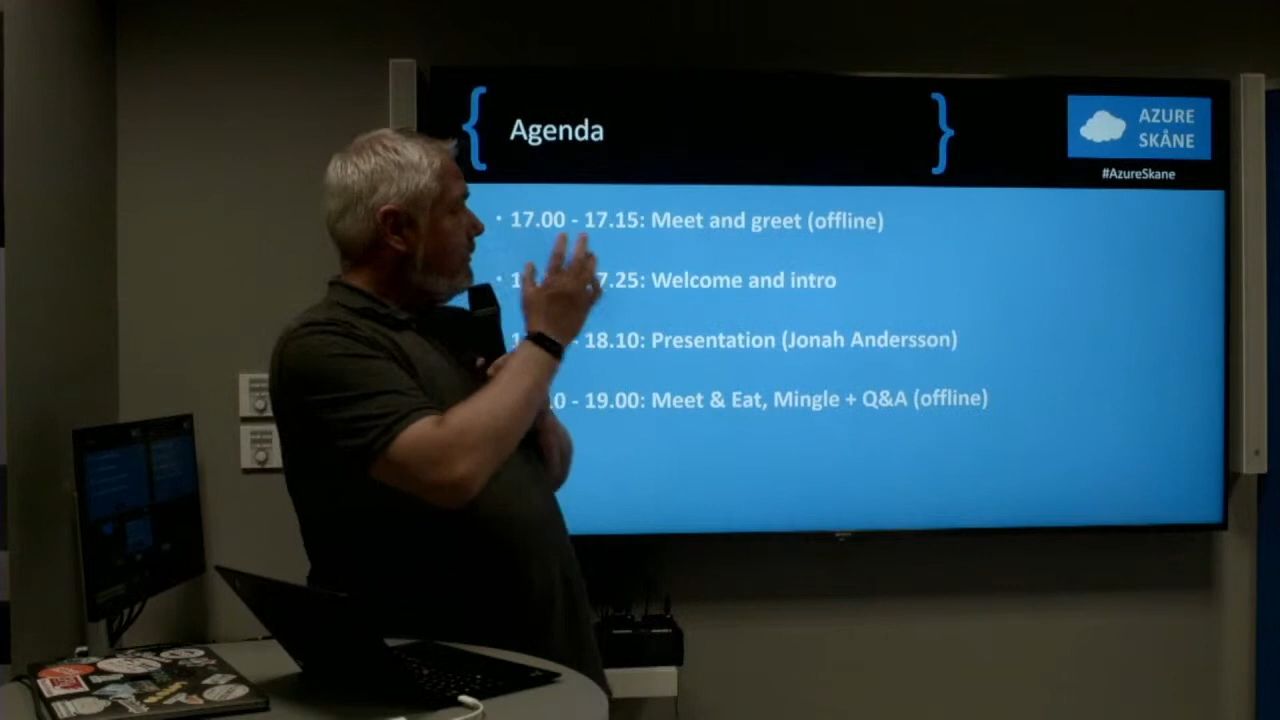 Agenda
AZURE
SKÅNE
#AzureSkane
17.00 - 17.15: Meet and greet (offline)
7.25: Welcome and intro
- 18.10: Presentation (Jonah Andersson)
0 - 19.00: Meet & Eat, Mingle + Q&A (offline)